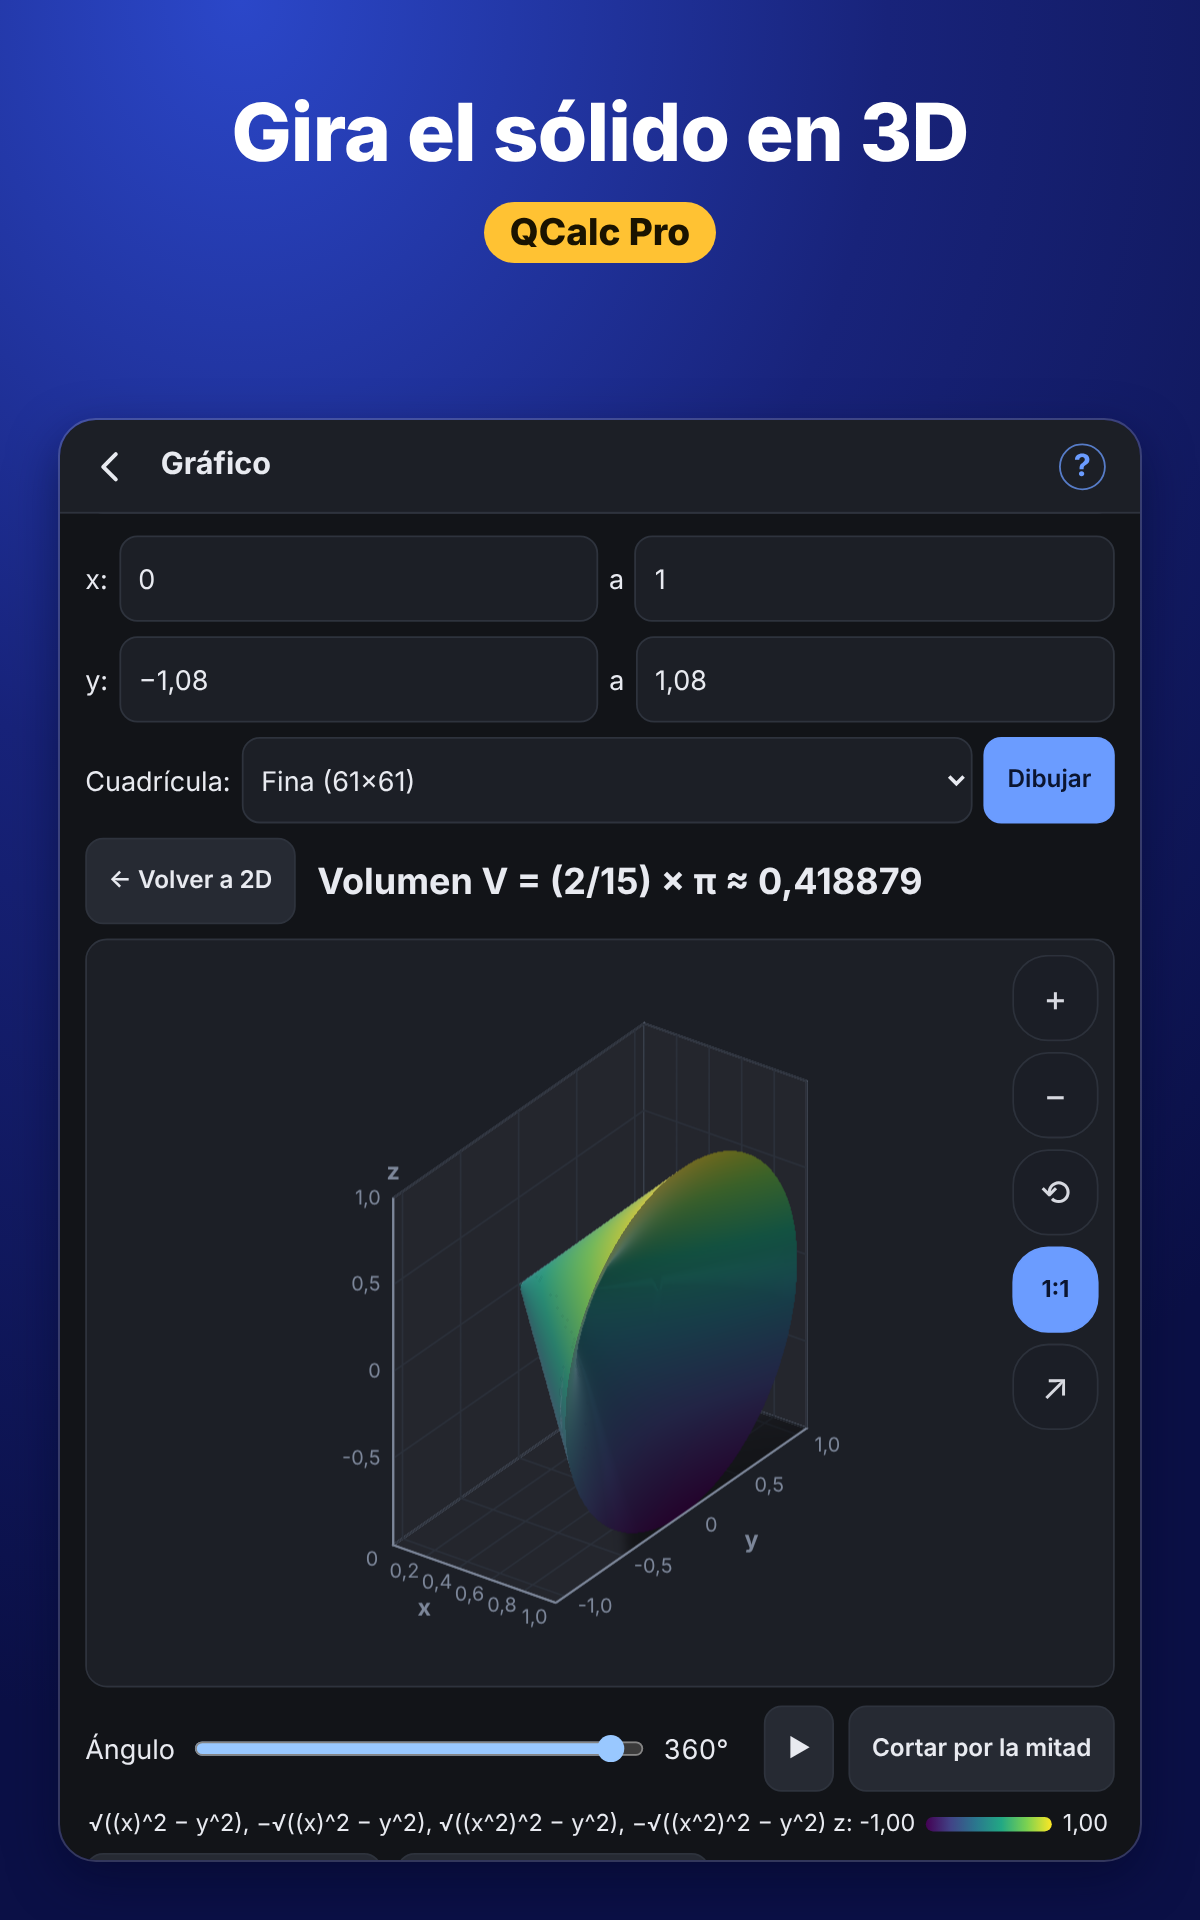 Gira el sólido en 3D
QCalc Pro
Gráfico
?
x: 0 a 1
y: −1,08 a 1,08
Cuadrícula: Fina (61×61) Dibujar
← Volver a 2D Volumen V = (2/15) × π ≈ 0,418879
+
−
⟲
1:1
↗
z
1,0
0,5
0
-0,5
0 0,2 0,4 0,6 0,8 1,0
x
-1,0 -0,5 0 0,5 1,0
y
Ángulo 360° ▶ Cortar por la mitad
√((x)^2 − y^2), −√((x)^2 − y^2), √((x^2)^2 − y^2), −√((x^2)^2 − y^2) z: -1,00 1,00